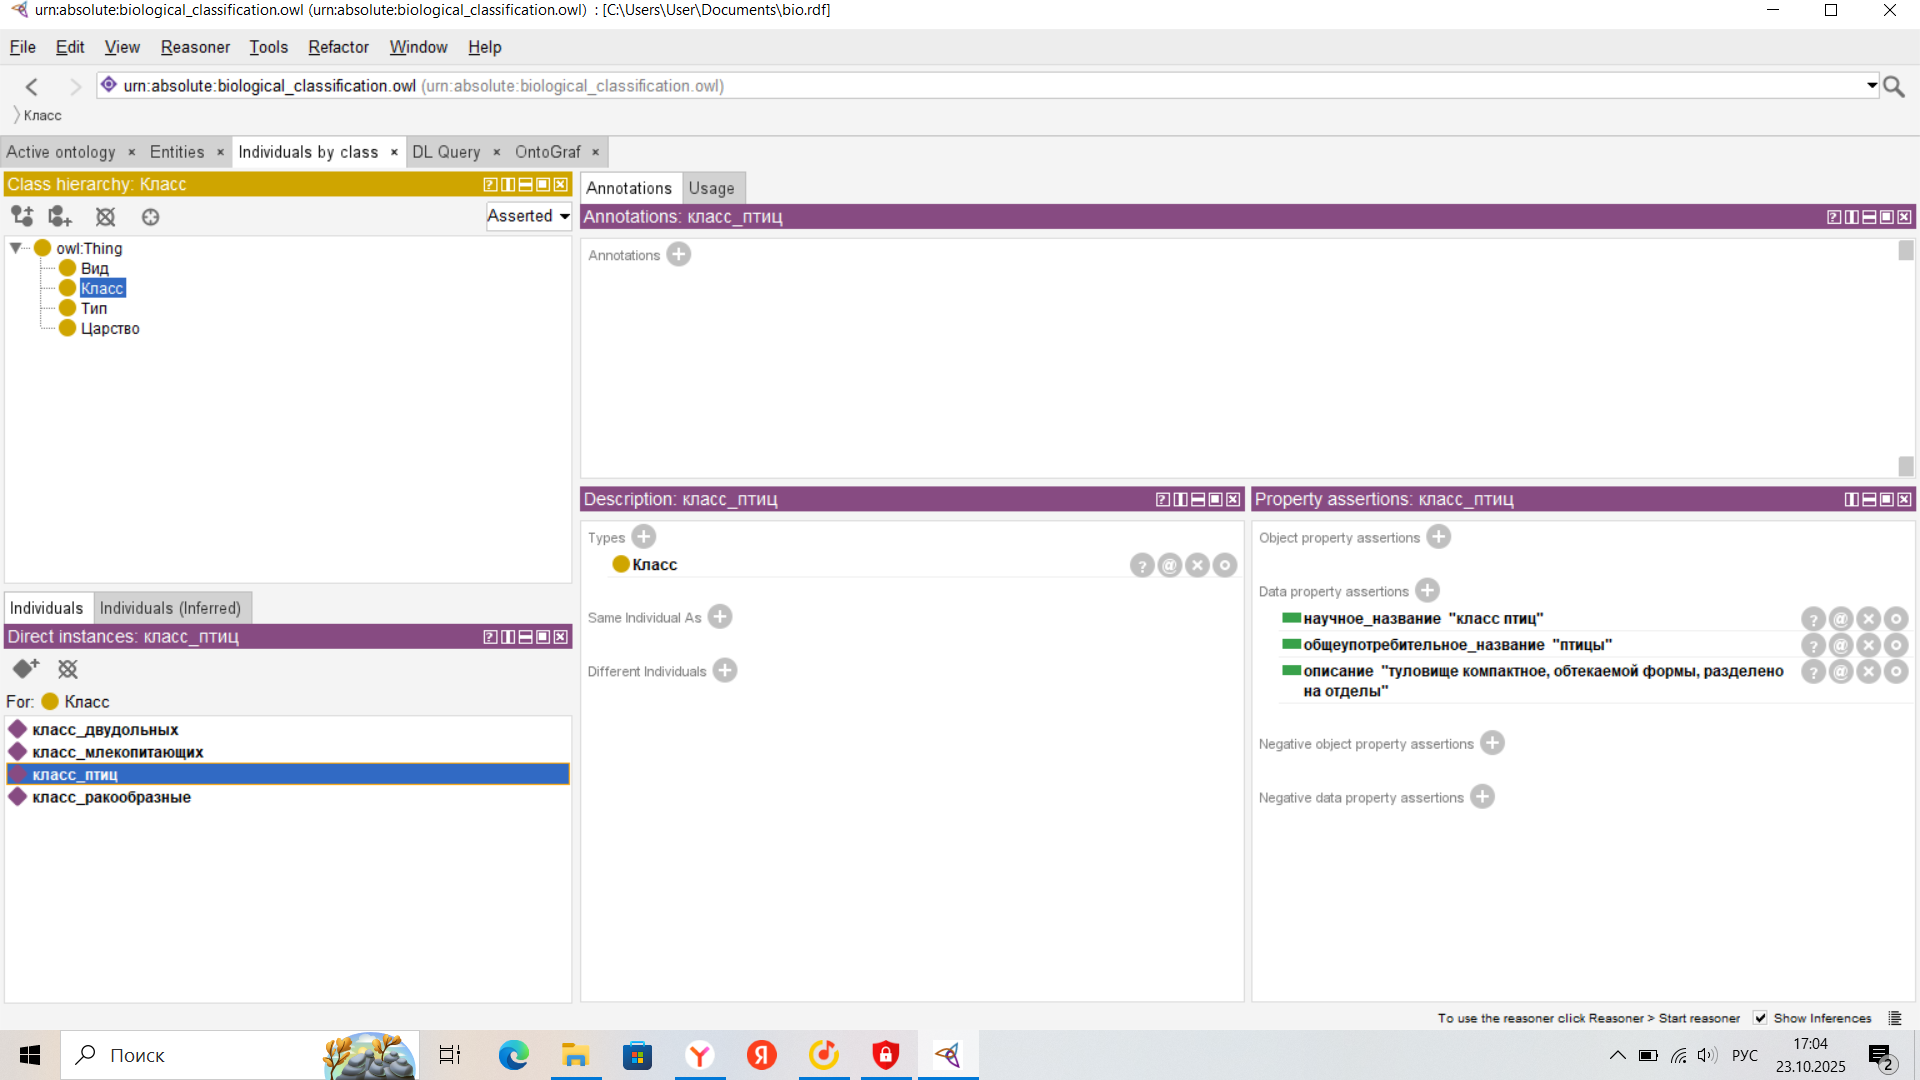 urn:absolute:biological_classification.owl (urn:absolute:biological_classification.owl) : [C:\Users\User\Documents\bio.rdf]
File Edit View Reasoner Tools Refactor Window Help
urn:absolute:biological_classification.owl (urn:absolute:biological_classification.owl)
Класс
Active ontology × Entities × Individuals by class × DL Query × OntoGraf ×
Class hierarchy: Класс
Asserted
owl:Thing
Вид
Класс
Тип
Царство
Annotations Usage
Annotations: класс_птиц
Annotations
Individuals Individuals (Inferred)
Direct instances: класс_птиц
For: Класс
класс_двудольных
класс_млекопитающих
класс_птиц
класс_ракообразные
Description: класс_птиц
Types
Класс
Same Individual As
Different Individuals
Property assertions: класс_птиц
Object property assertions
Data property assertions
научное_название "класс птиц"
общеупотребительное_название "птицы"
описание "туловище компактное, обтекаемой формы, разделено
на отделы"
Negative object property assertions
Negative data property assertions
To use the reasoner click Reasoner > Start reasoner Show Inferences
Поиск
РУС
17:04
23.10.2025
2